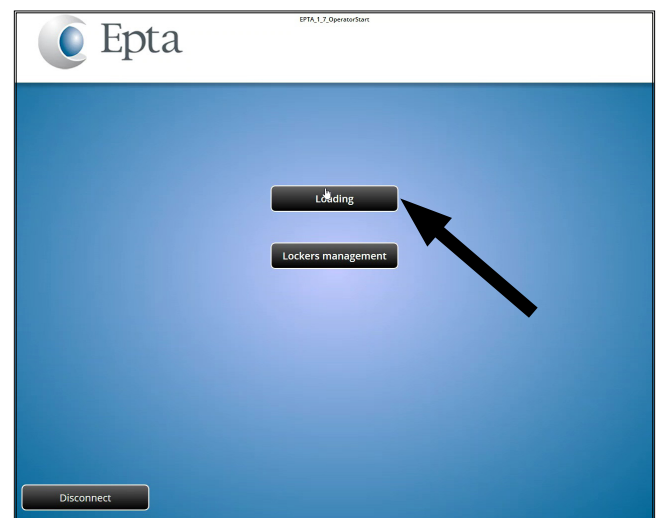 EPTA_1_7_OperatorStart
Epta
Loading
Lockers management
Disconnect